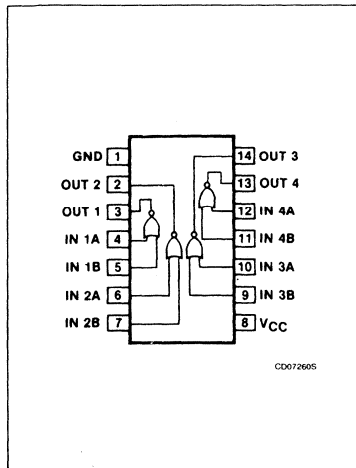 GND 1
OUT 2 2
OUT 1 3
IN 1A 4
IN 1B 5
IN 2A 6
IN 2B 7
14 OUT 3
13 OUT 4
12 IN 4A
11 IN 4B
10 IN 3A
9 IN 3B
8 VCC
CD07260S